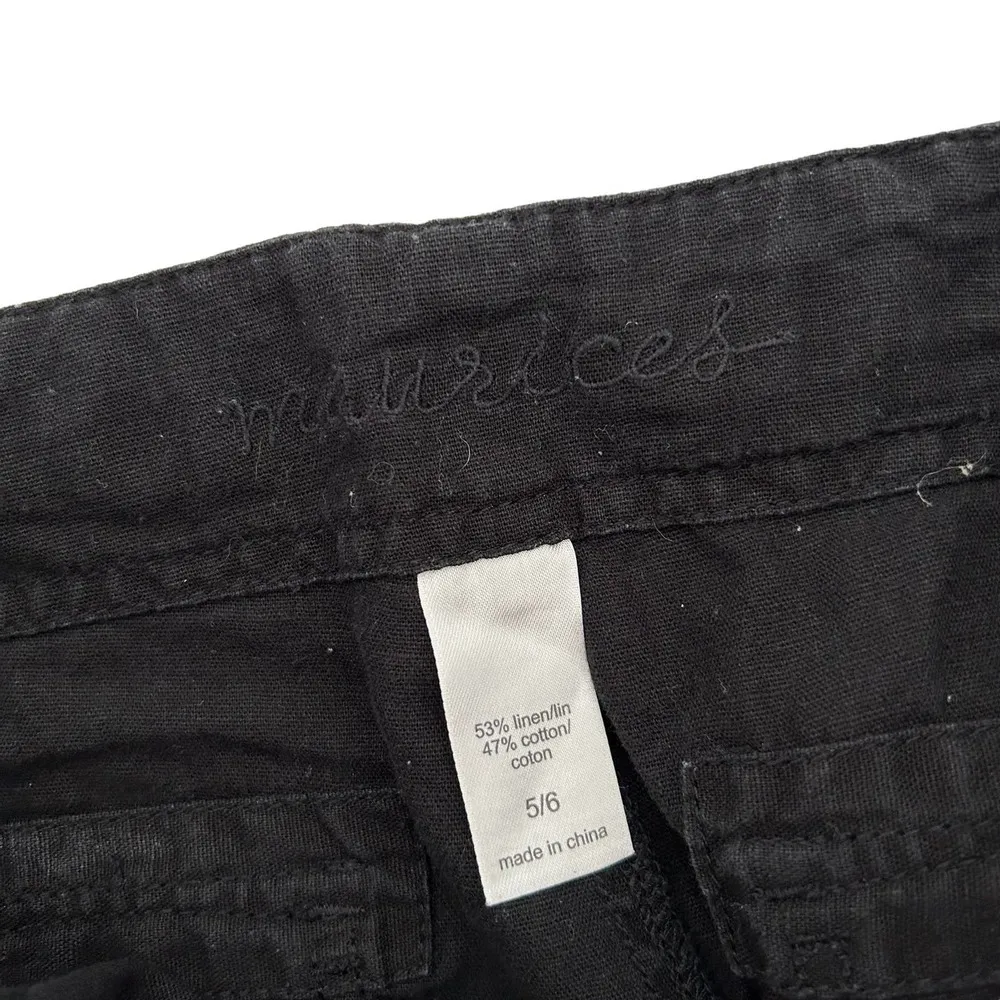 maurices
53% linen/lin
47% cotton/
coton
5/6
made in china